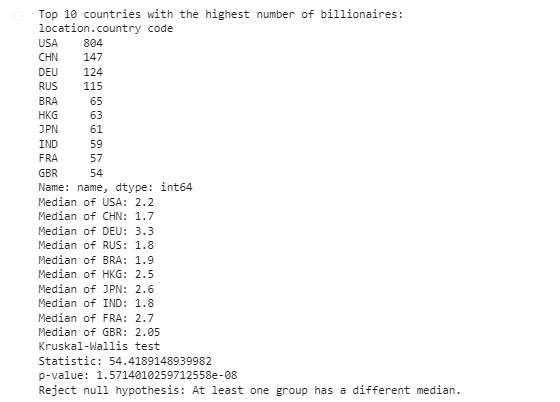 Top 10 countries with the highest number of billionaires:
location.country code
USA 804
CHN 147
DEU 124
RUS 115
BRA 65
HKG 63
JPN 61
IND 59
FRA 57
GBR 54
Name: name, dtype: int64
Median of USA: 2.2
Median of CHN: 1.7
Median of DEU: 3.3
Median of RUS: 1.8
Median of BRA: 1.9
Median of HKG: 2.5
Median of JPN: 2.6
Median of IND: 1.8
Median of FRA: 2.7
Median of GBR: 2.05
Kruskal-Wallis test
Statistic: 54.4189148939982
p-value: 1.5714010259712558e-08
Reject null hypothesis: At least one group has a different median.